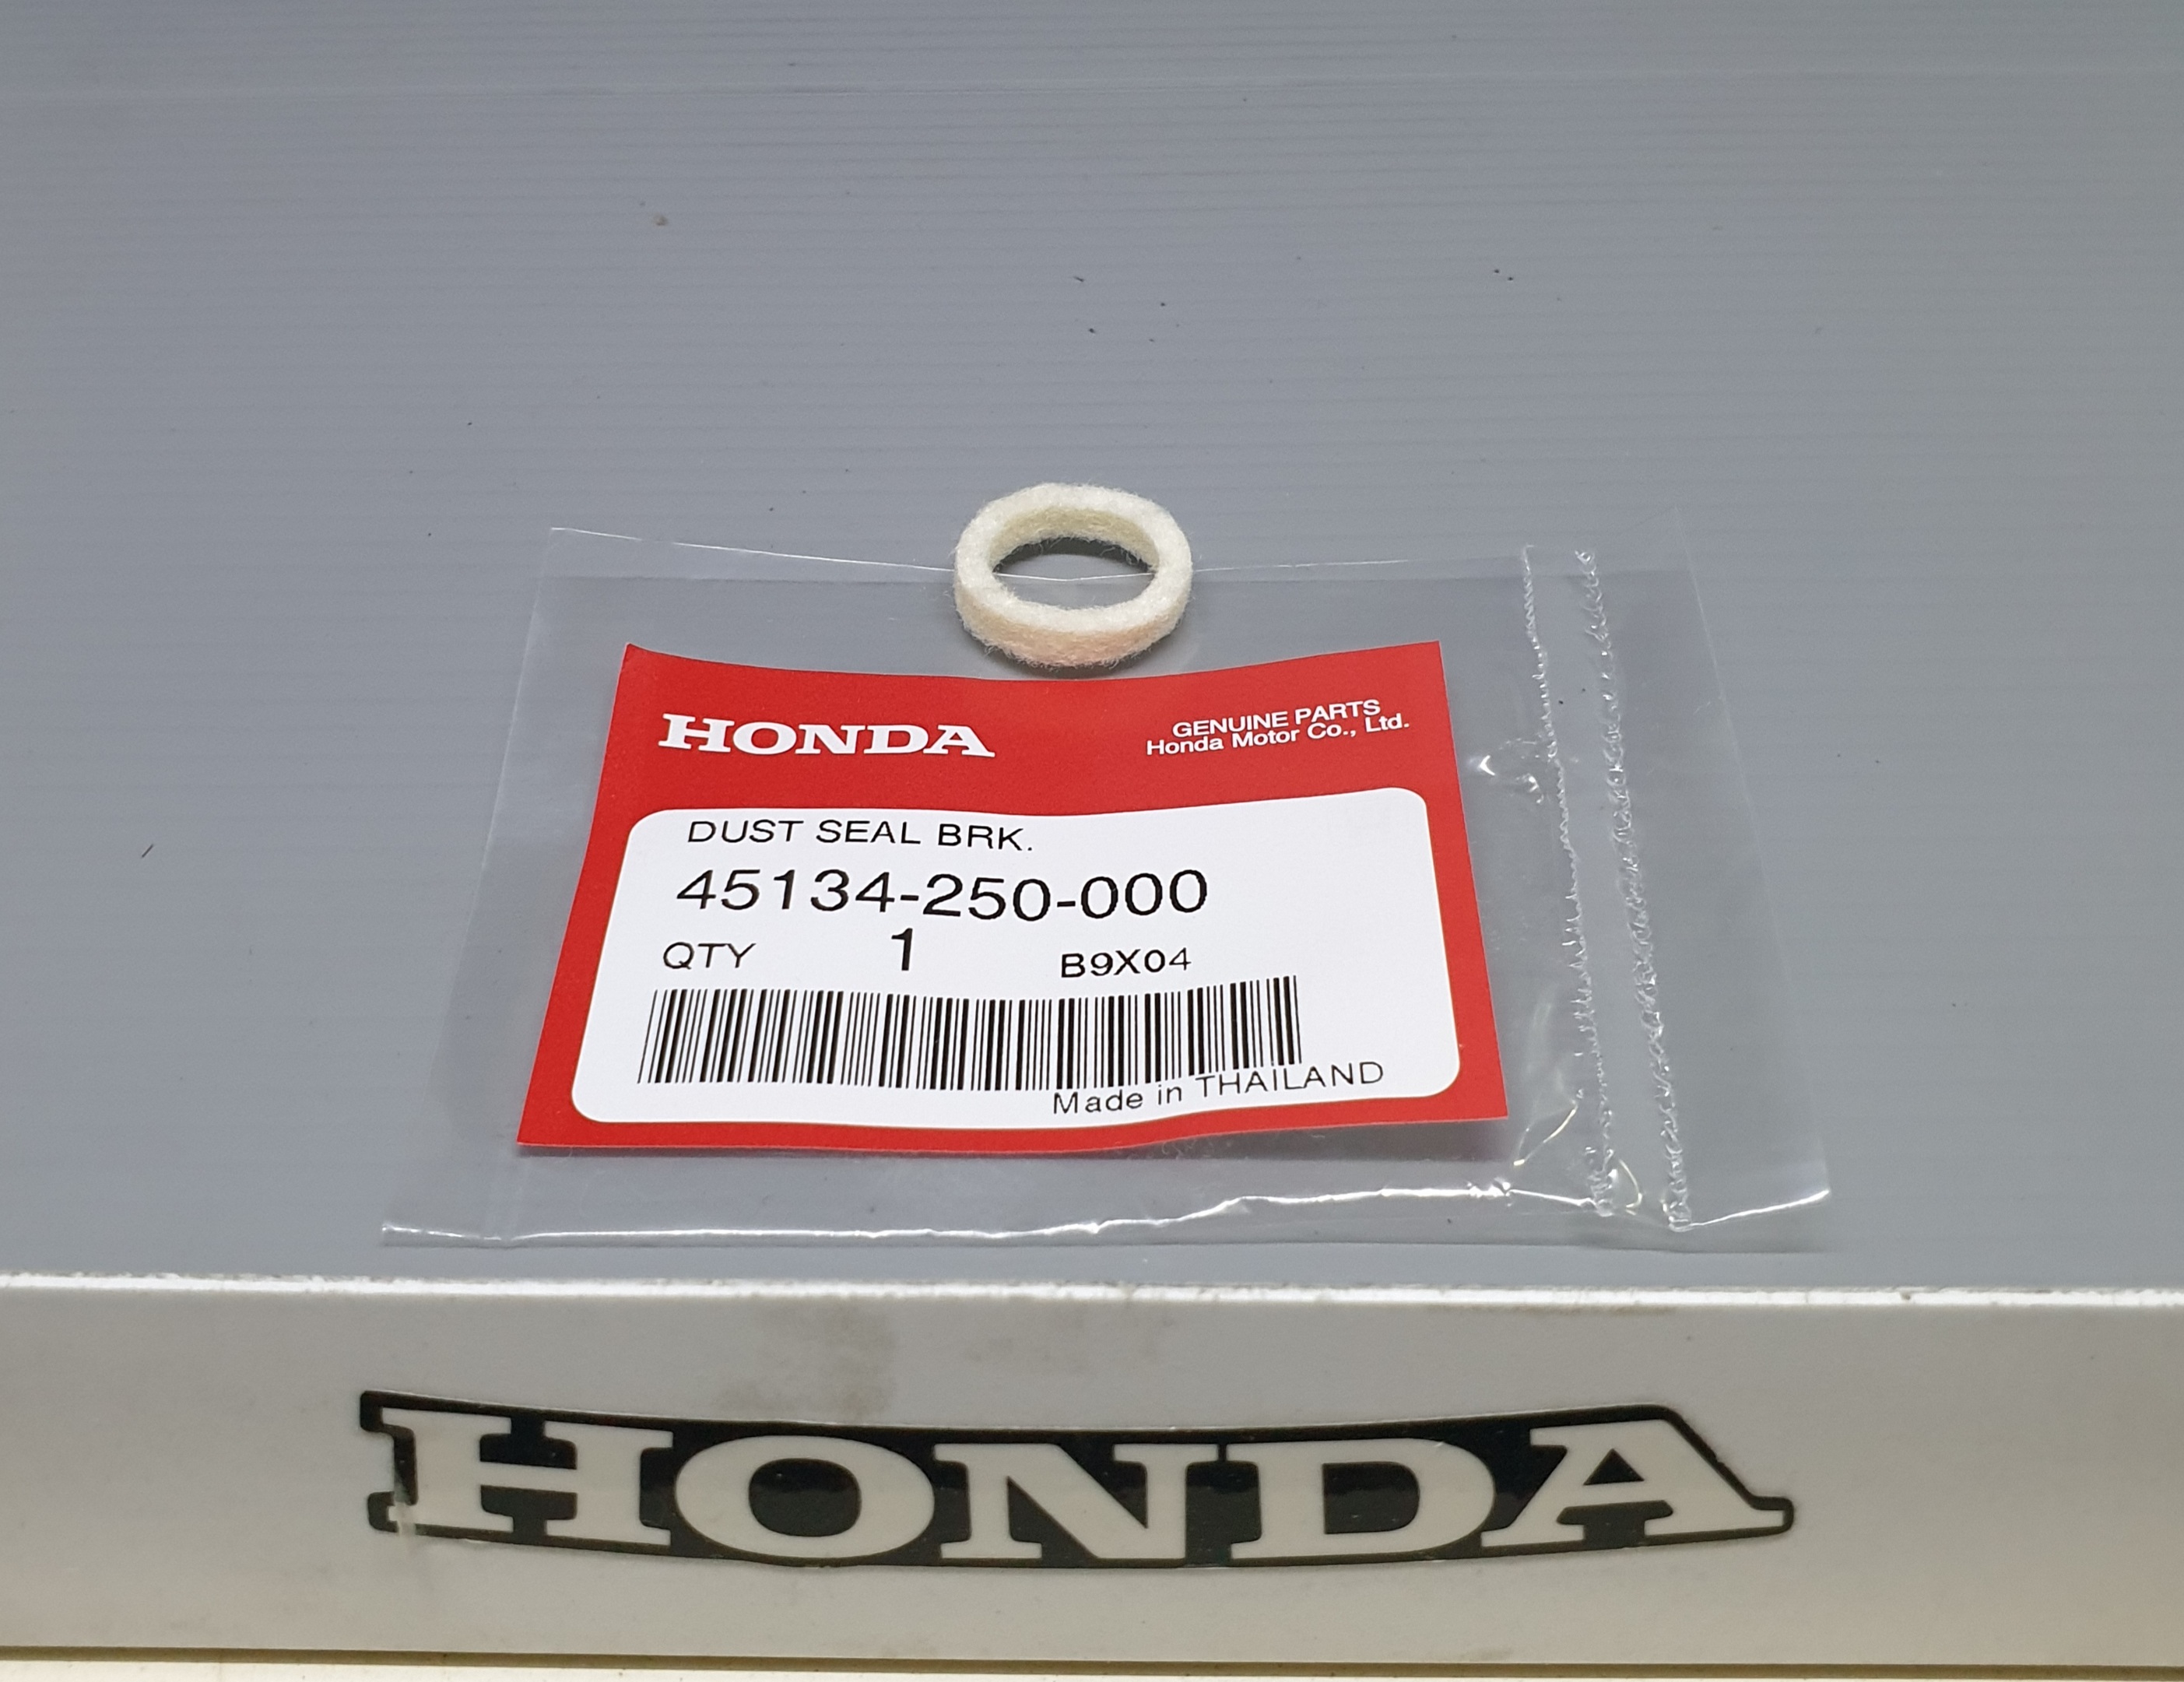 HONDA
GENUINE PARTS
Honda Motor Co., Ltd.
DUST SEAL BRK.
45134-250-000
QTY 1 B9X04
Made in THAILAND
HONDA